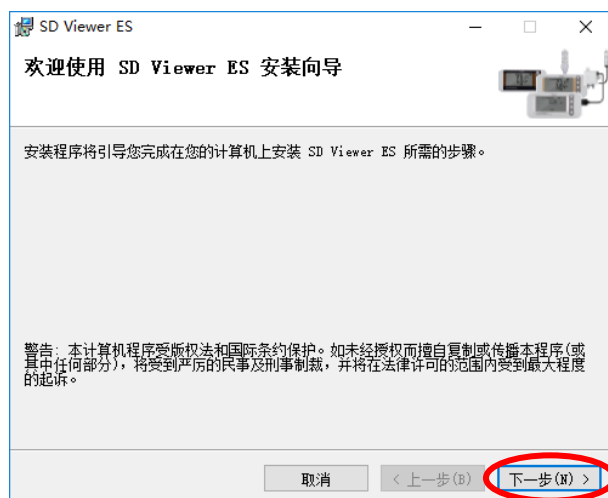 SD Viewer ES
欢迎使用 SD Viewer ES 安装向导
安装程序将引导您完成在您的计算机上安装 SD Viewer ES 所需的步骤。
警告: 本计算机程序受版权法和国际条约保护。如未经授权而擅自复制或传播本程序(或
其中任何部分)，将受到严厉的民事及刑事制裁，并将在法律许可的范围内受到最大程度
的起诉。
取消
< 上一步(B)
下一步(N) >